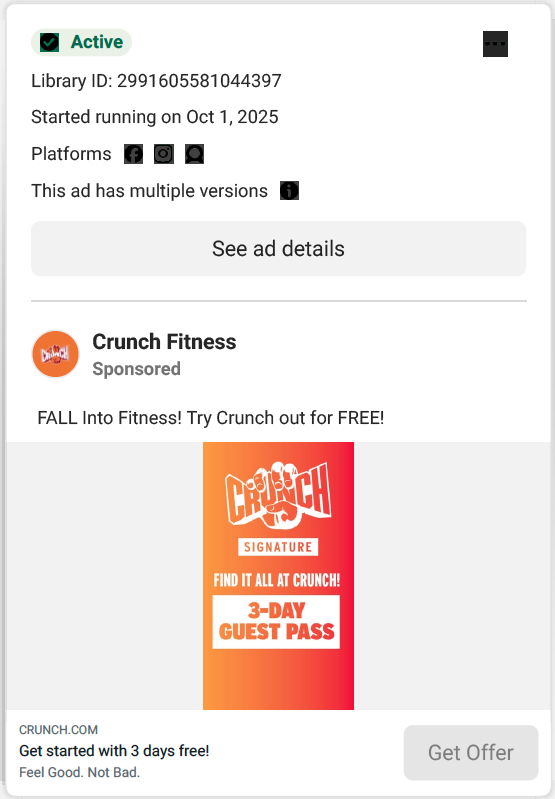 Active
Library ID: 2991605581044397
Started running on Oct 1, 2025
Platforms
This ad has multiple versions
See ad details
CRUNCH
Crunch Fitness
Sponsored
FALL Into Fitness! Try Crunch out for FREE!
CRUNCH
SIGNATURE
FIND IT ALL AT CRUNCH!
3-DAY
GUEST PASS
CRUNCH.COM
Get started with 3 days free!
Feel Good. Not Bad.
Get Offer